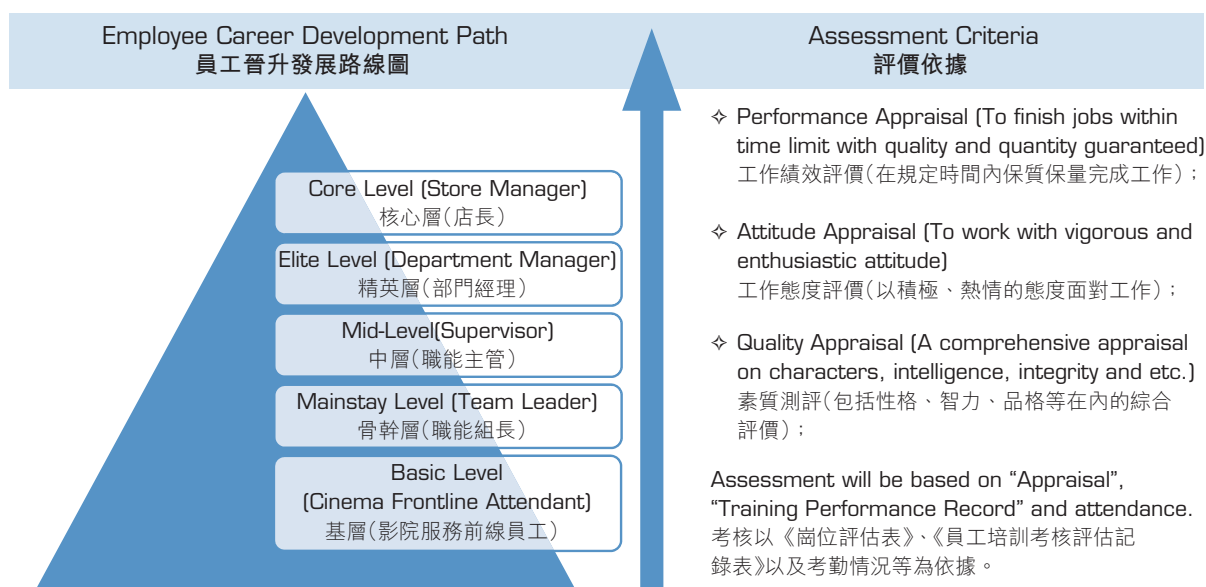 Employee Career Development Path
員工晉升發展路線圖
Core Level (Store Manager)
核心層(店長)
Elite Level (Department Manager)
精英層(部門經理)
Mid-Level(Supervisor)
中層(職能主管)
Mainstay Level (Team Leader)
骨幹層(職能組長)
Basic Level
(Cinema Frontline Attendant)
基層(影院服務前線員工)
Assessment Criteria
評價依據
✧ Performance Appraisal (To finish jobs within
time limit with quality and quantity guaranteed)
工作績效評價(在規定時間內保質保量完成工作);
✧ Attitude Appraisal (To work with vigorous and
enthusiastic attitude)
工作態度評價(以積極、熱情的態度面對工作);
✧ Quality Appraisal (A comprehensive appraisal
on characters, intelligence, integrity and etc.)
素質測評(包括性格、智力、品格等在內的綜合
評價);
Assessment will be based on “Appraisal”,
“Training Performance Record” and attendance.
考核以《崗位評估表》、《員工培訓考核評估記
錄表》以及考勤情況等為依據。